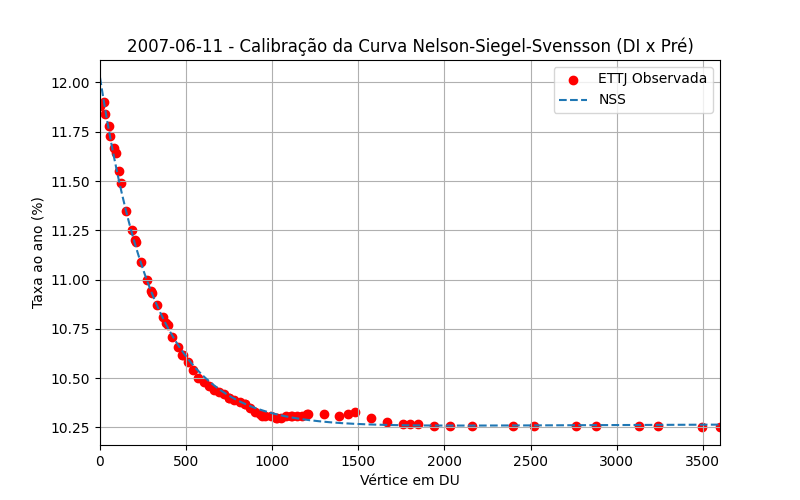 2007-06-11 - Calibração da Curva Nelson-Siegel-Svensson (DI x Pré)
ETTJ Observada
NSS
Taxa ao ano (%)
12.00
11.75
11.50
11.25
11.00
10.75
10.50
10.25
0 500 1000 1500 2000 2500 3000 3500
Vértice em DU